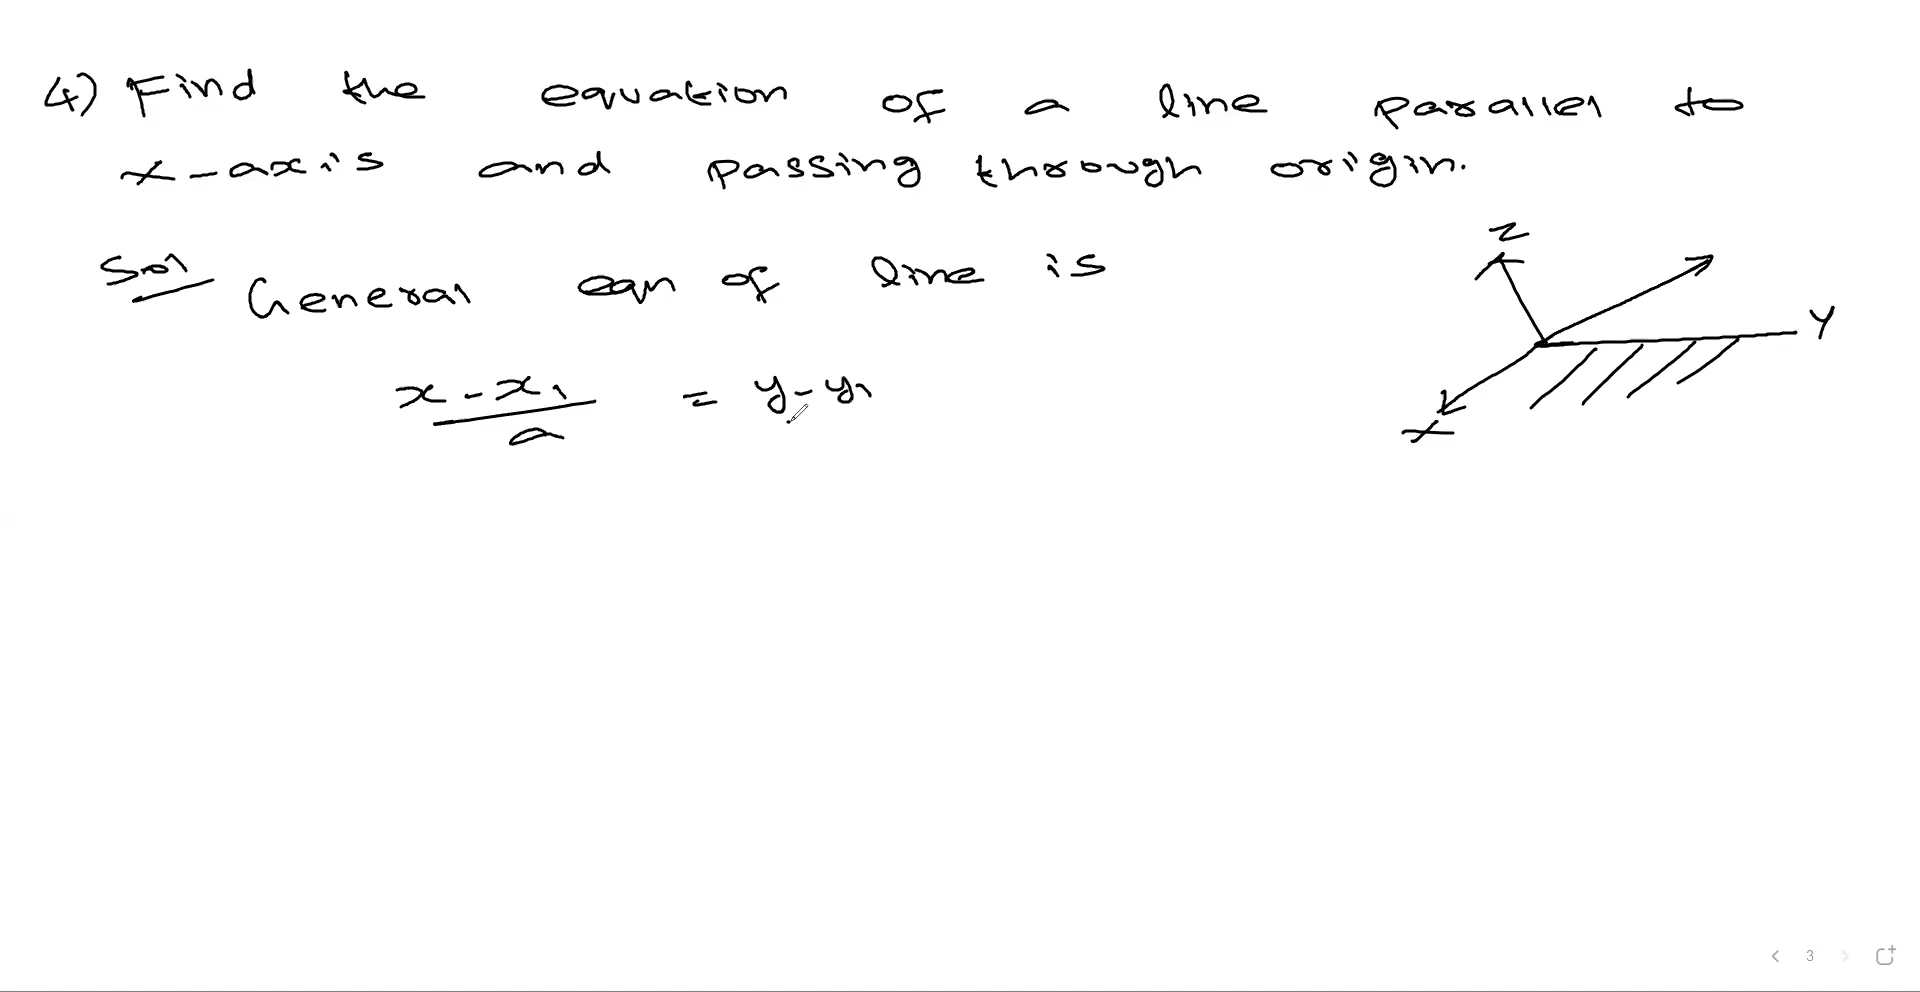 4) Find the equation of a line parallel to
x-axis and passing through origin.
Sol General eqn of line is
x - x₁ / a = y - y₁
Z
Y
X
3